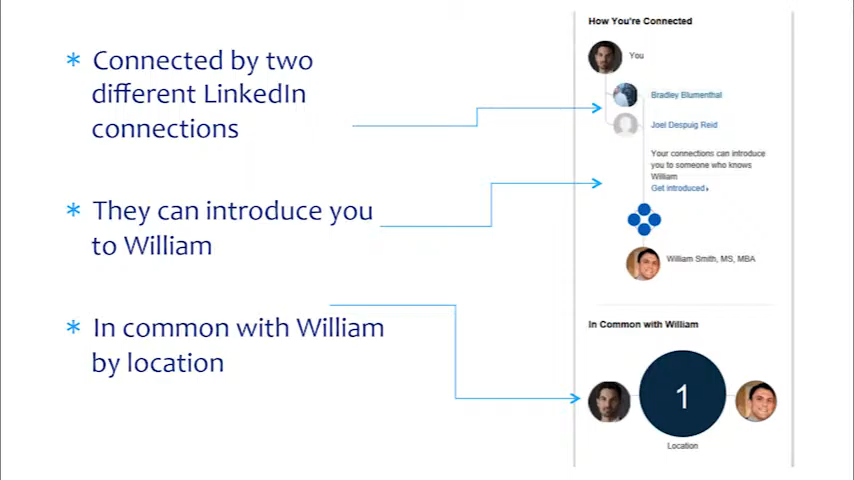 * Connected by two
different LinkedIn
connections
* They can introduce you
to William
* In common with William
by location
How You're Connected
You
Bradley Blumenthal
Joel Despuig Reid
Your connections can introduce
you to someone who knows
William
Get introduced
William Smith, MS, MBA
In Common with William
1
Location